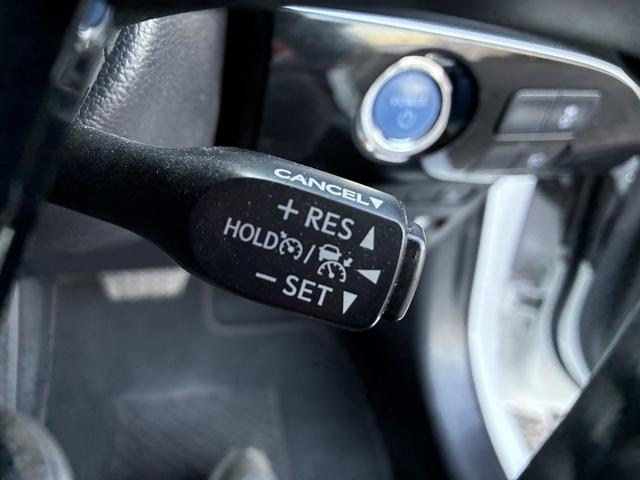 CANCEL▼
+RES▲
HOLD/◄
−SET▼